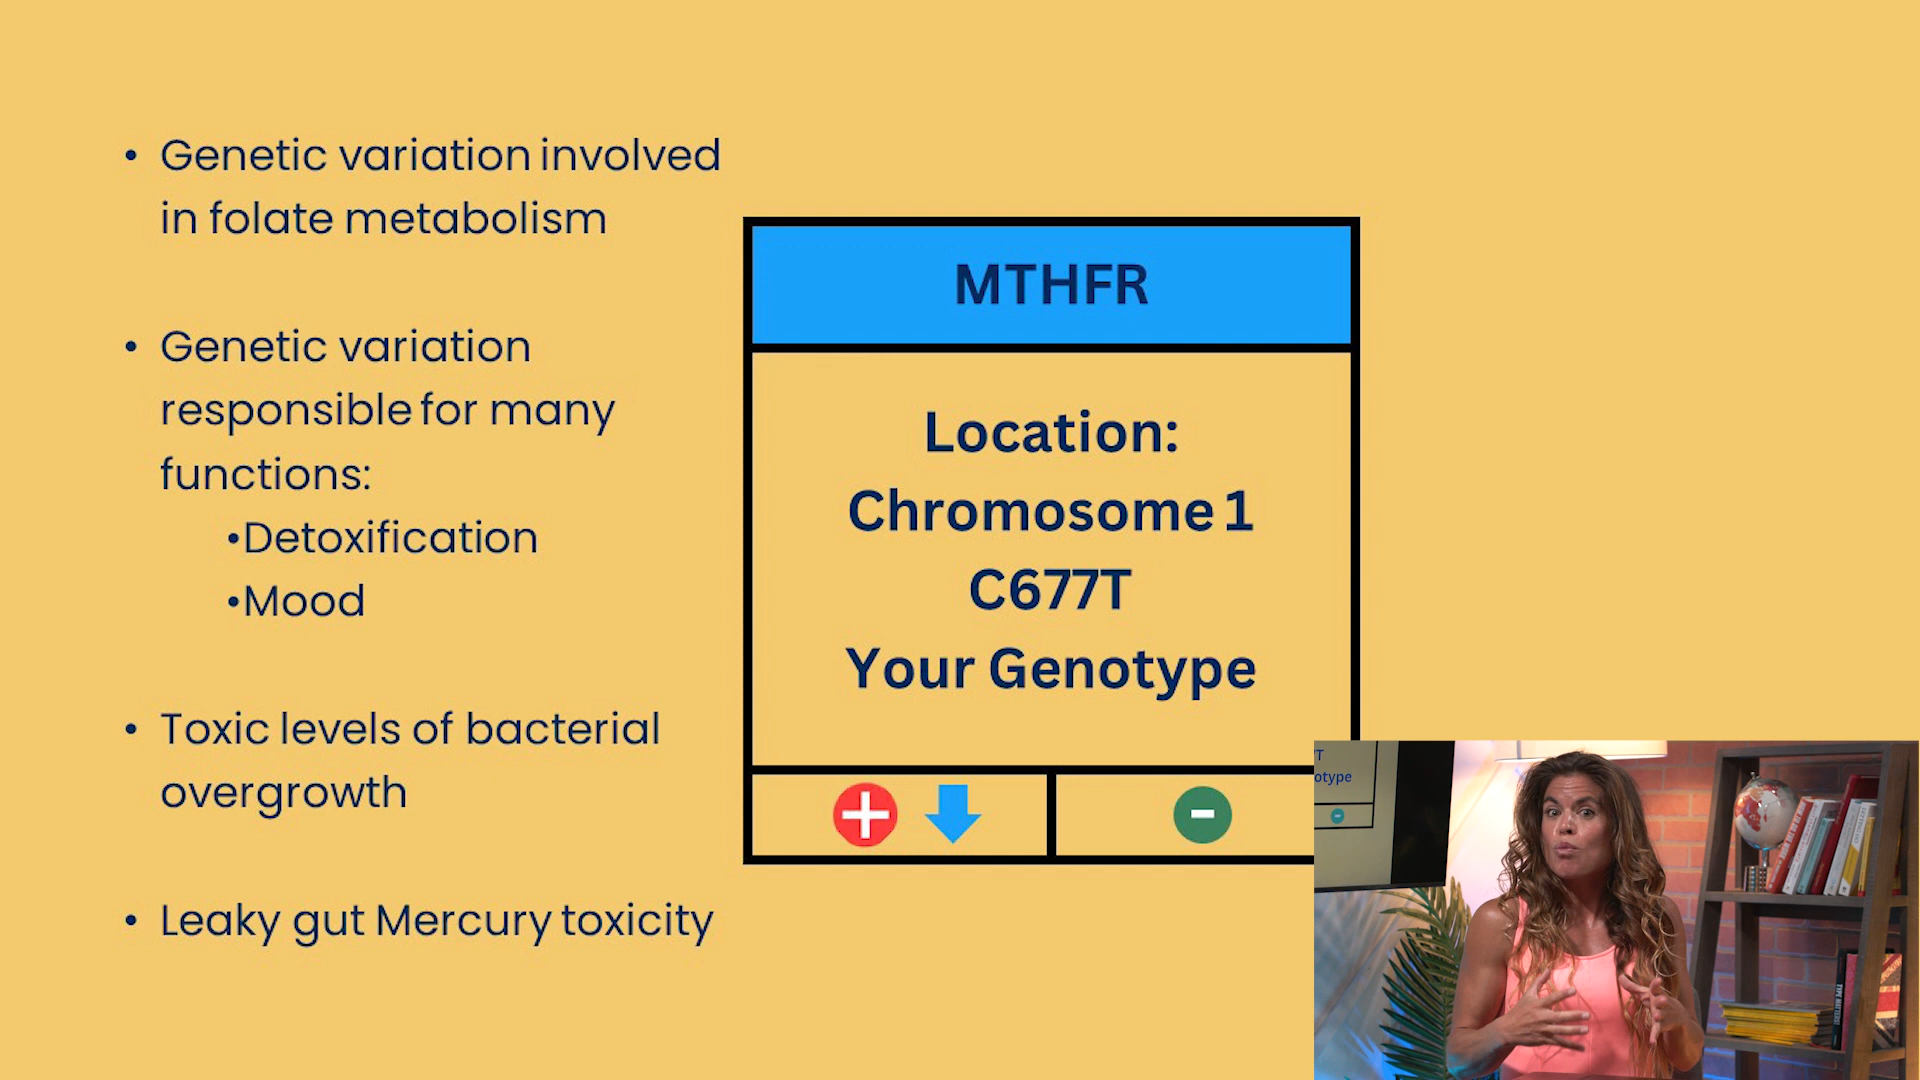 • Genetic variation involved
in folate metabolism
• Genetic variation
responsible for many
functions:
•Detoxification
•Mood
• Toxic levels of bacterial
overgrowth
• Leaky gut Mercury toxicity
MTHFR
Location:
Chromosome 1
C677T
Your Genotype
+
-
T
otype
-